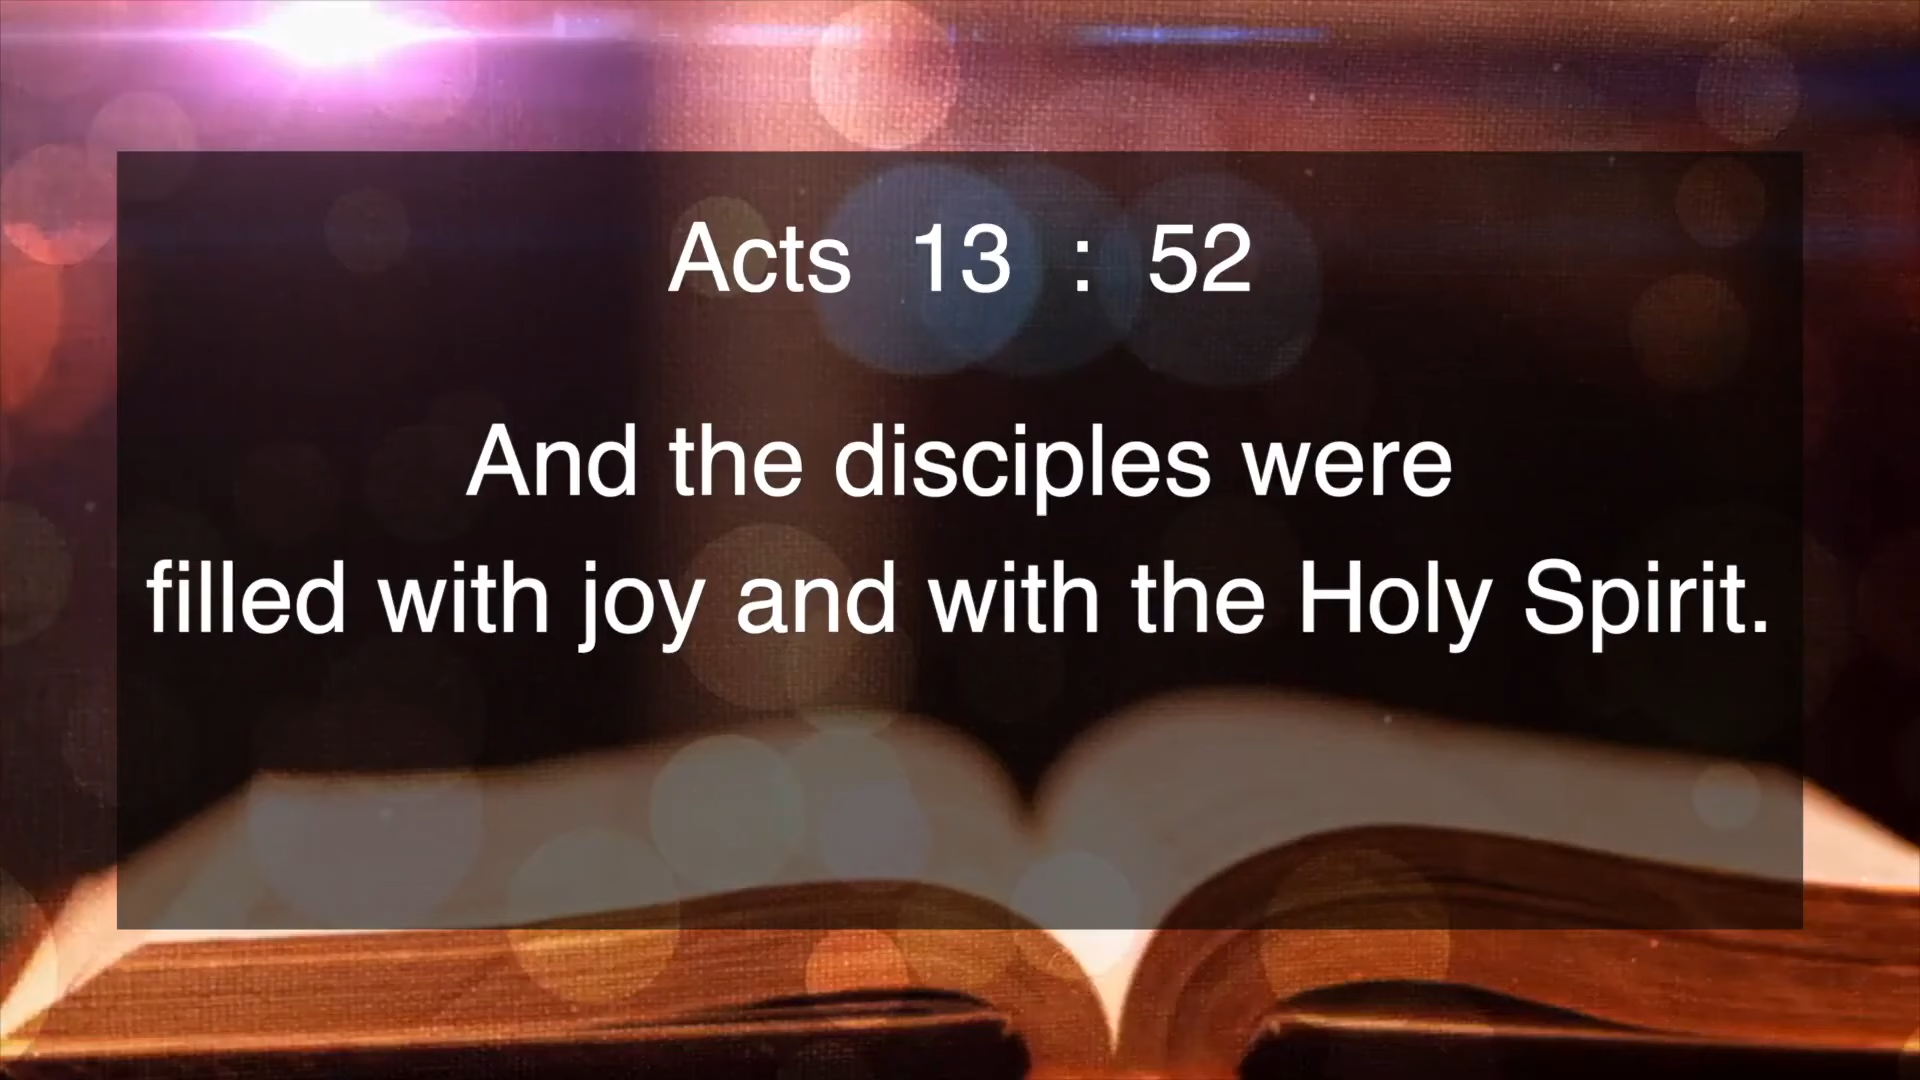 Acts 13 : 52
And the disciples were
filled with joy and with the Holy Spirit.